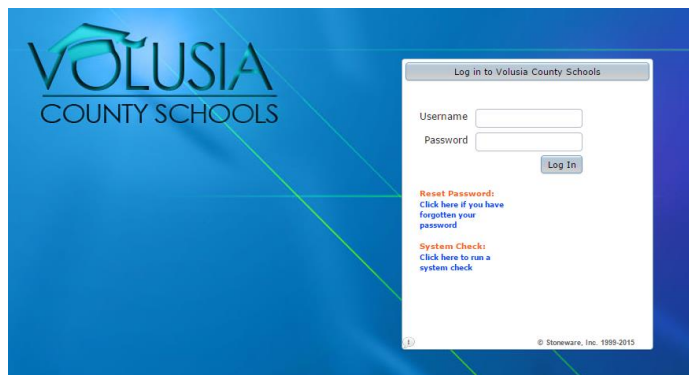 VOLUSIA
COUNTY SCHOOLS
Log in to Volusia County Schools
Username
Password
Log In
Reset Password:
Click here if you have
forgotten your
password
System Check:
Click here to run a
system check
© Stoneware, Inc. 1999-2015